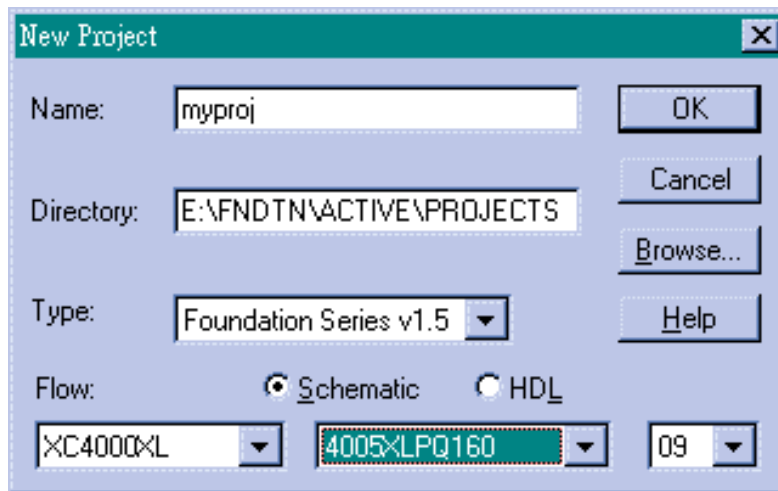 New Project
Name: myproj OK
Cancel
Directory: E:\FNDTN\ACTIVE\PROJECTS
Browse...
Type: Foundation Series v1.5 Help
Flow: Schematic HDL
XC4000XL 4005XLPQ160 09